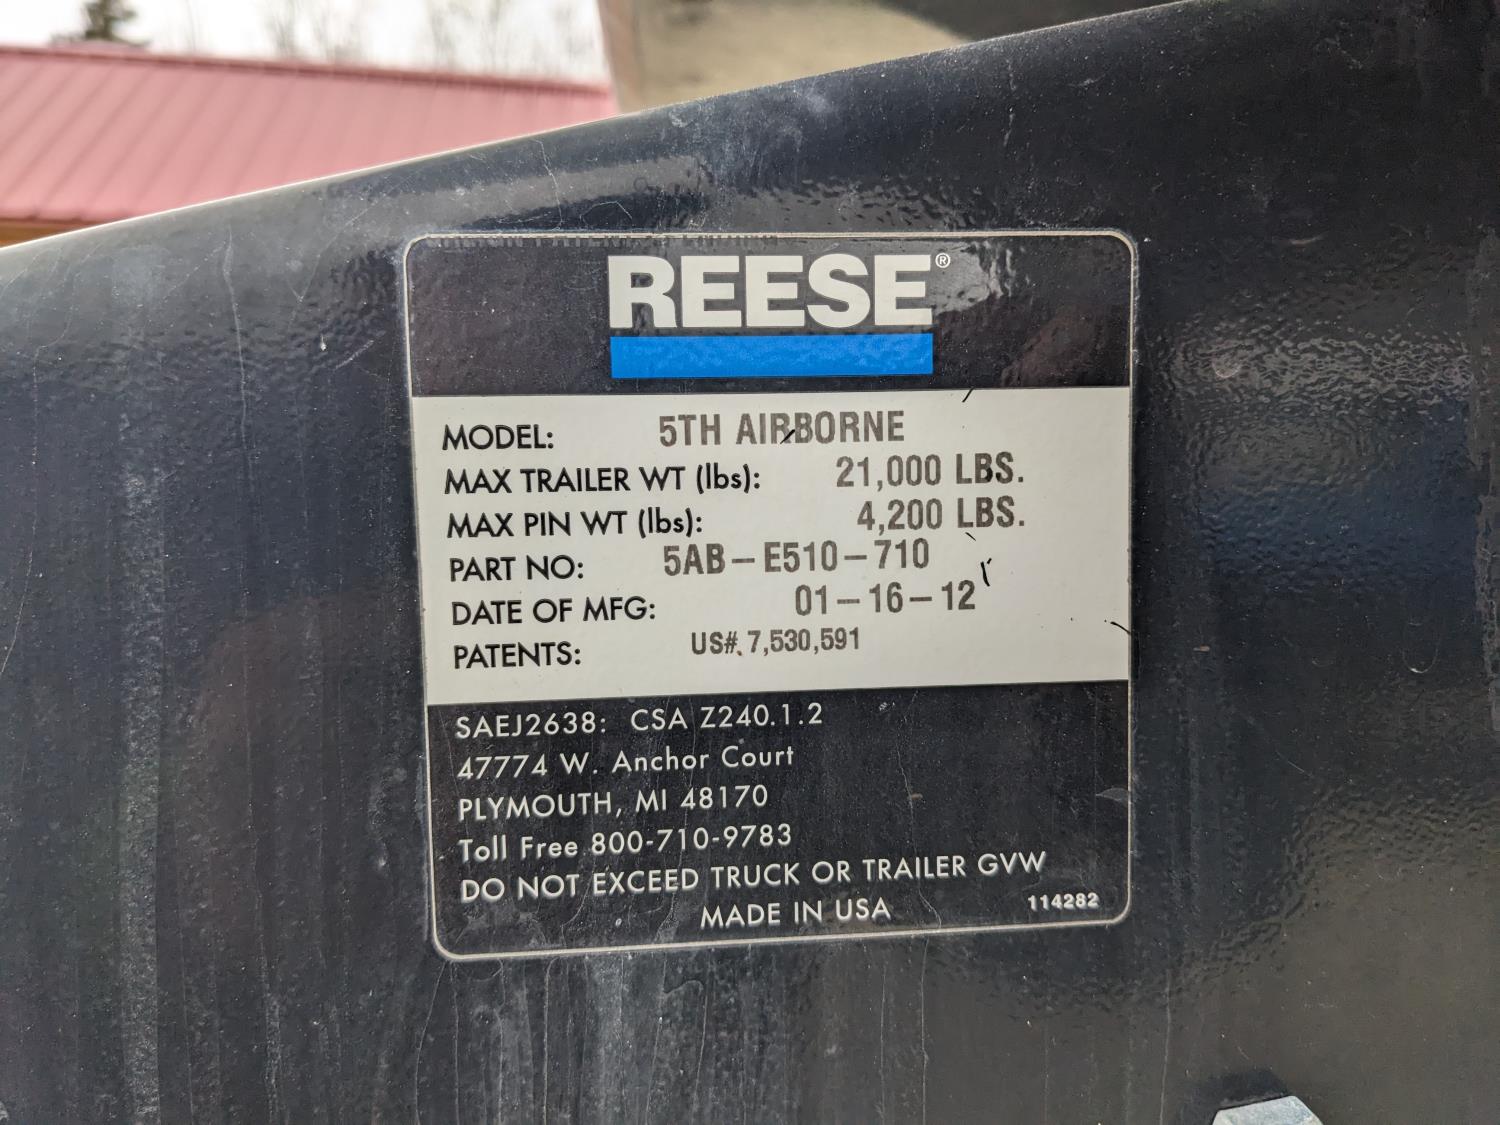 REESE®
MODEL: 5TH AIRBORNE
MAX TRAILER WT (lbs): 21,000 LBS.
MAX PIN WT (lbs): 4,200 LBS.
PART NO: 5AB-E510-710
DATE OF MFG: 01-16-12
PATENTS: US#. 7,530,591
SAEJ2638: CSA Z240.1.2
47774 W. Anchor Court
PLYMOUTH, MI 48170
Toll Free 800-710-9783
DO NOT EXCEED TRUCK OR TRAILER GVW
MADE IN USA 114282